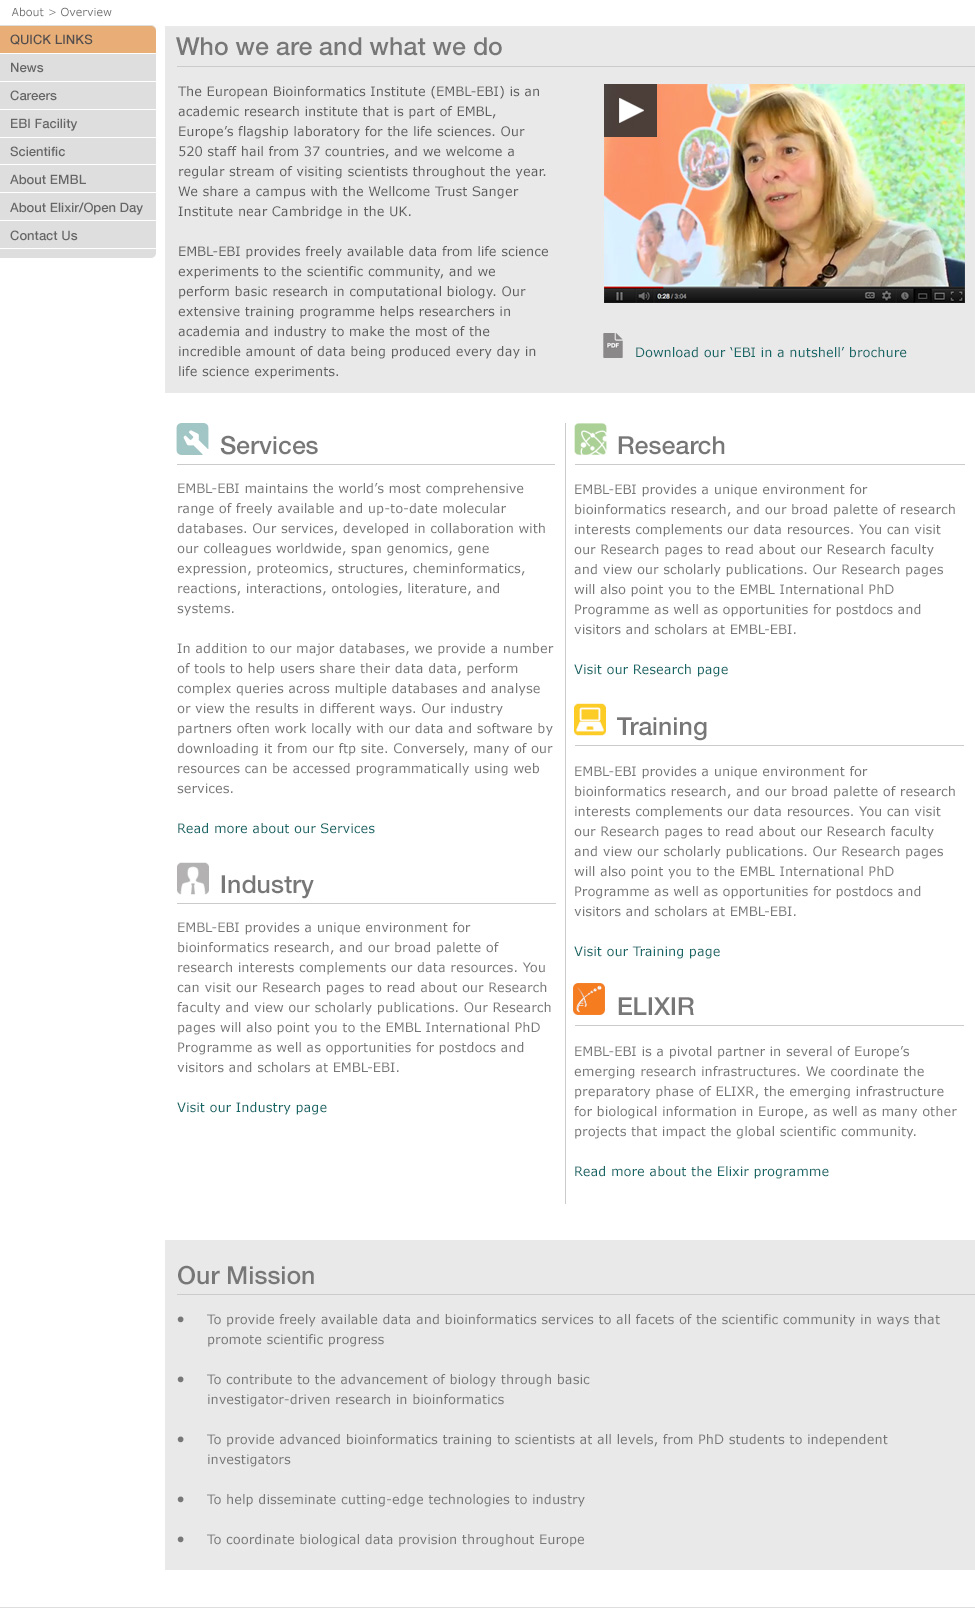 About > Overview
QUICK LINKS
News
Careers
EBI Facility
Scientific
About EMBL
About Elixir/Open Day
Contact Us
Who we are and what we do
The European Bioinformatics Institute (EMBL-EBI) is an
academic research institute that is part of EMBL,
Europe’s flagship laboratory for the life sciences. Our
520 staff hail from 37 countries, and we welcome a
regular stream of visiting scientists throughout the year.
We share a campus with the Wellcome Trust Sanger
Institute near Cambridge in the UK.
EMBL-EBI provides freely available data from life science
experiments to the scientific community, and we
perform basic research in computational biology. Our
extensive training programme helps researchers in
academia and industry to make the most of the
incredible amount of data being produced every day in
life science experiments.
0:28 / 3:04
PDF
Download our ‘EBI in a nutshell’ brochure
Services
EMBL-EBI maintains the world’s most comprehensive
range of freely available and up-to-date molecular
databases. Our services, developed in collaboration with
our colleagues worldwide, span genomics, gene
expression, proteomics, structures, cheminformatics,
reactions, interactions, ontologies, literature, and
systems.
In addition to our major databases, we provide a number
of tools to help users share their data data, perform
complex queries across multiple databases and analyse
or view the results in different ways. Our industry
partners often work locally with our data and software by
downloading it from our ftp site. Conversely, many of our
resources can be accessed programmatically using web
services.
Read more about our Services
Industry
EMBL-EBI provides a unique environment for
bioinformatics research, and our broad palette of
research interests complements our data resources. You
can visit our Research pages to read about our Research
faculty and view our scholarly publications. Our Research
pages will also point you to the EMBL International PhD
Programme as well as opportunities for postdocs and
visitors and scholars at EMBL-EBI.
Visit our Industry page
Research
EMBL-EBI provides a unique environment for
bioinformatics research, and our broad palette of research
interests complements our data resources. You can visit
our Research pages to read about our Research faculty
and view our scholarly publications. Our Research pages
will also point you to the EMBL International PhD
Programme as well as opportunities for postdocs and
visitors and scholars at EMBL-EBI.
Visit our Research page
Training
EMBL-EBI provides a unique environment for
bioinformatics research, and our broad palette of research
interests complements our data resources. You can visit
our Research pages to read about our Research faculty
and view our scholarly publications. Our Research pages
will also point you to the EMBL International PhD
Programme as well as opportunities for postdocs and
visitors and scholars at EMBL-EBI.
Visit our Training page
ELIXIR
EMBL-EBI is a pivotal partner in several of Europe’s
emerging research infrastructures. We coordinate the
preparatory phase of ELIXR, the emerging infrastructure
for biological information in Europe, as well as many other
projects that impact the global scientific community.
Read more about the Elixir programme
Our Mission
• To provide freely available data and bioinformatics services to all facets of the scientific community in ways that
promote scientific progress
• To contribute to the advancement of biology through basic
investigator-driven research in bioinformatics
• To provide advanced bioinformatics training to scientists at all levels, from PhD students to independent
investigators
• To help disseminate cutting-edge technologies to industry
• To coordinate biological data provision throughout Europe